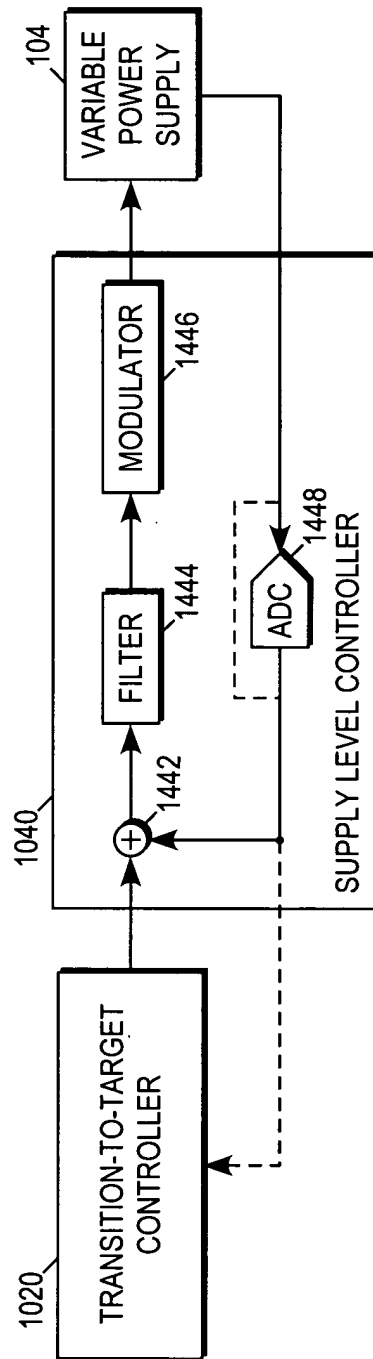 1020
TRANSITION-TO-TARGET
CONTROLLER
1040
+
1442
FILTER
1444
MODULATOR
1446
ADC
1448
SUPPLY LEVEL CONTROLLER
104
VARIABLE
POWER
SUPPLY